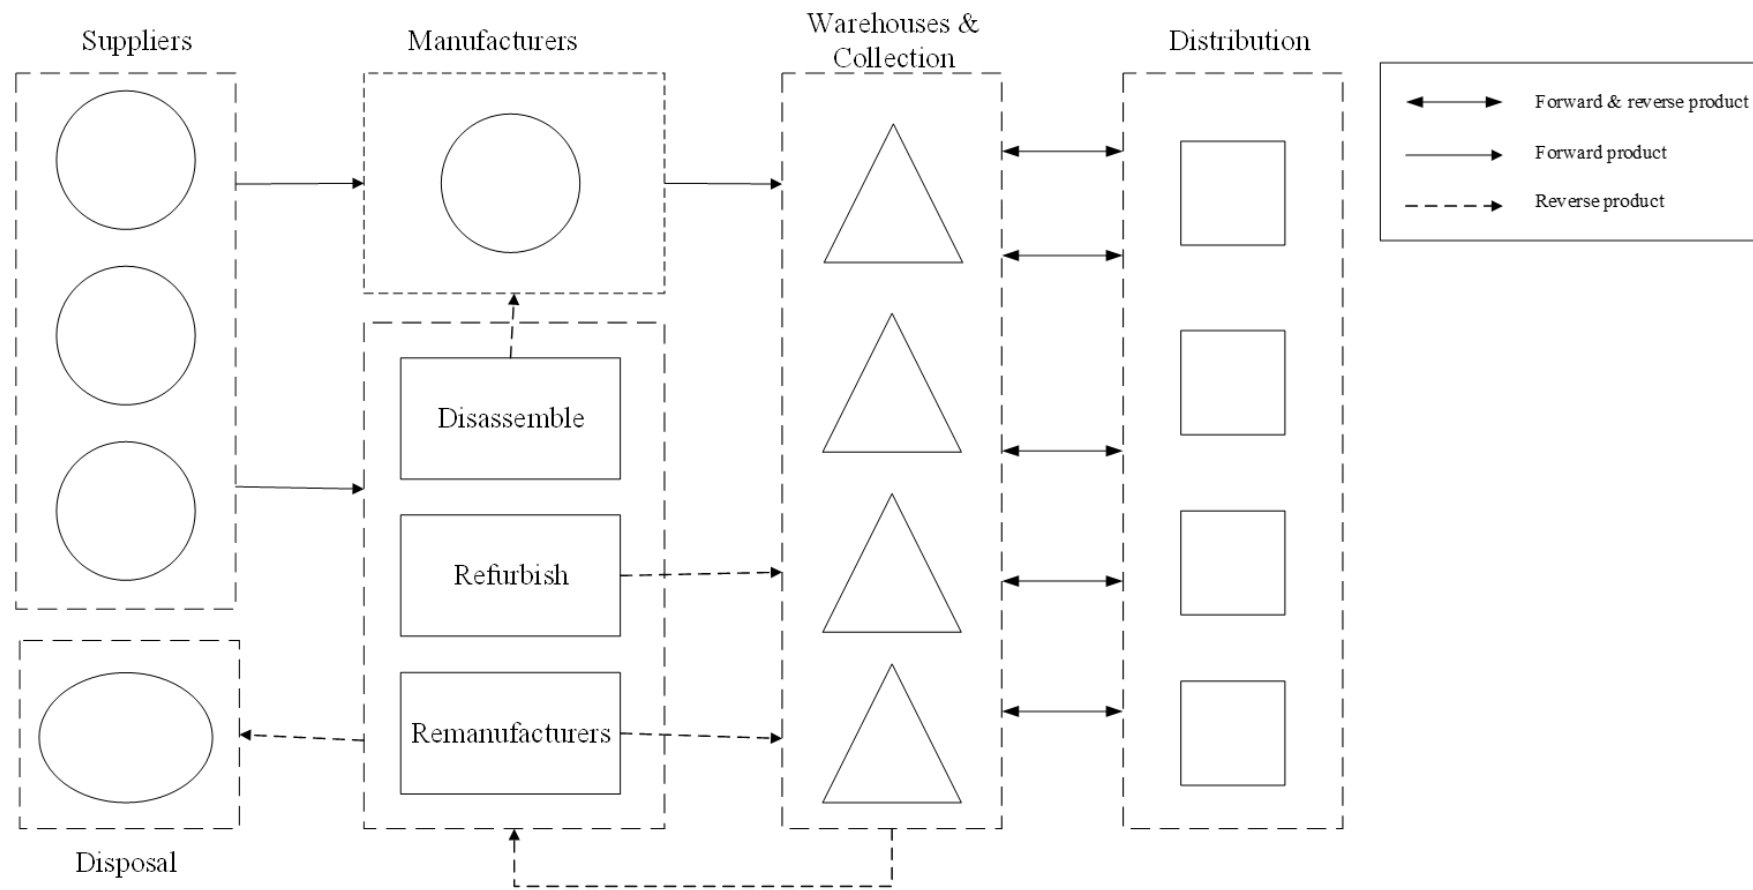 Suppliers
Manufacturers
Warehouses &
Collection
Distribution
Forward & reverse product
Forward product
Reverse product
Disassemble
Refurbish
Remanufacturers
Disposal